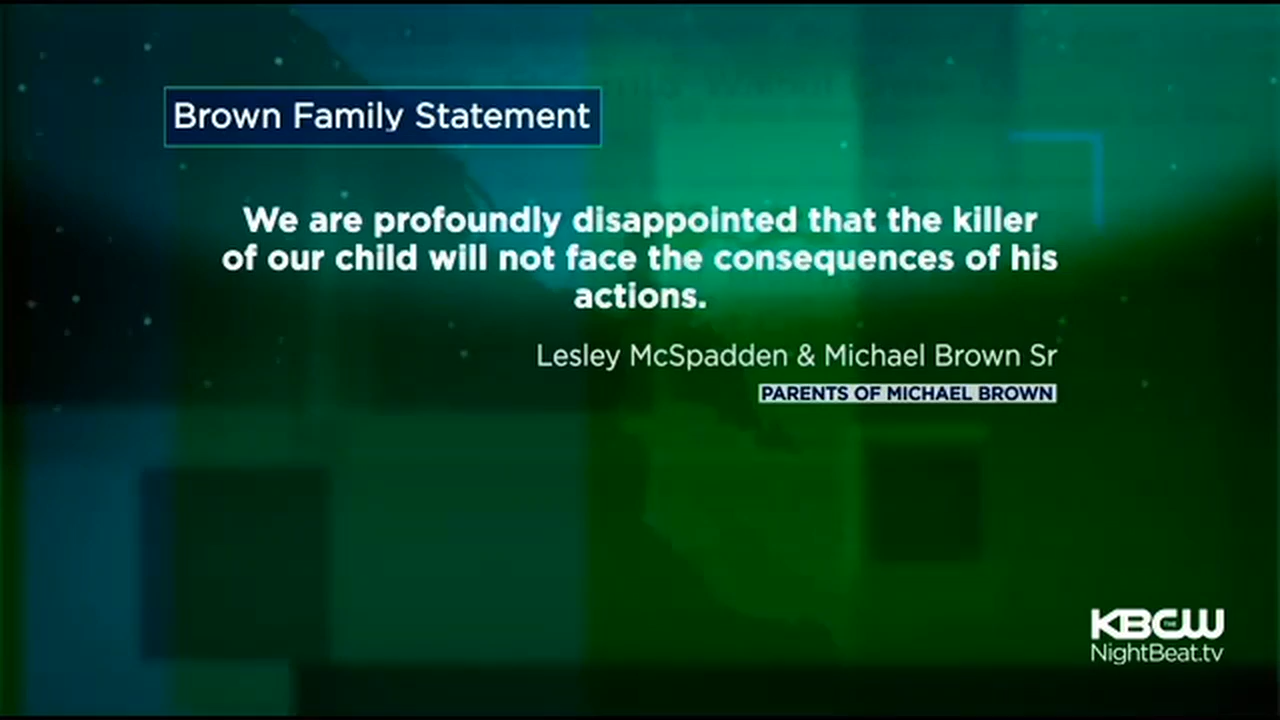 Brown Family Statement
We are profoundly disappointed that the killer
of our child will not face the consequences of his
actions.
Lesley McSpadden & Michael Brown Sr
PARENTS OF MICHAEL BROWN
KBCW
NightBeat.tv